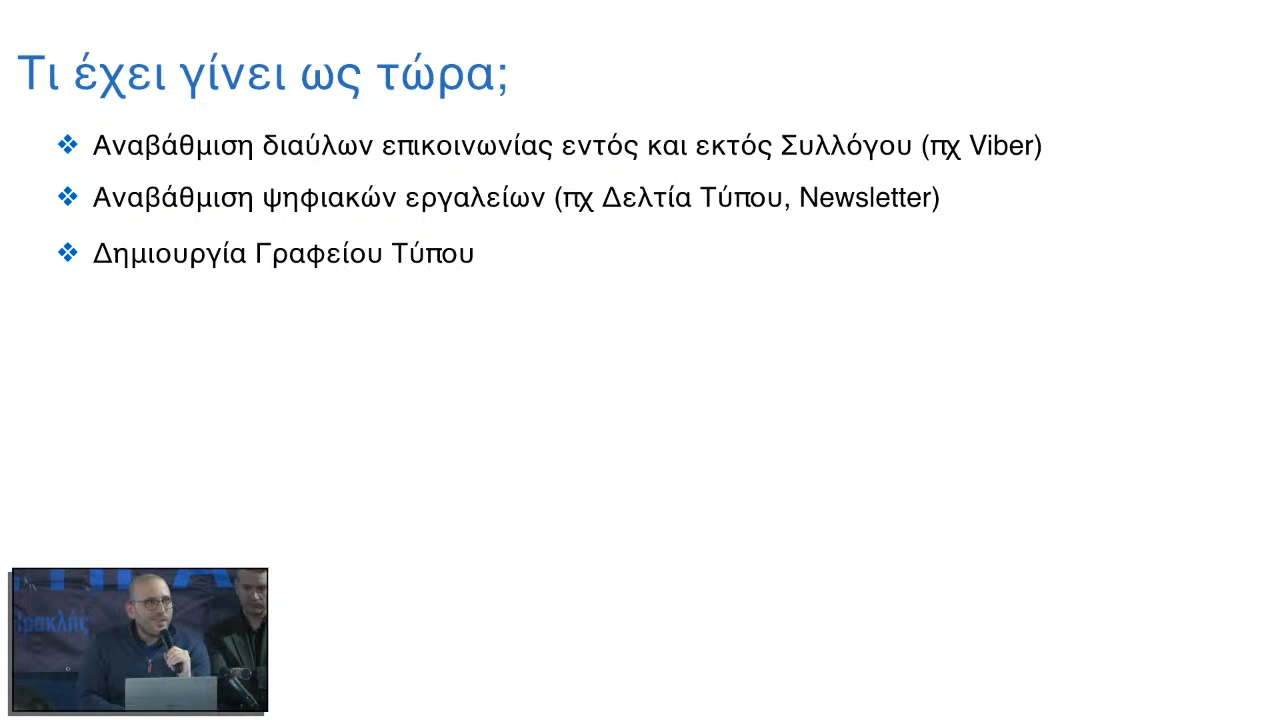 Τι έχει γίνει ως τώρα;
❖ Αναβάθμιση διαύλων επικοινωνίας εντός και εκτός Συλλόγου (πχ Viber)
❖ Αναβάθμιση ψηφιακών εργαλείων (πχ Δελτία Τύπου, Newsletter)
❖ Δημιουργία Γραφείου Τύπου